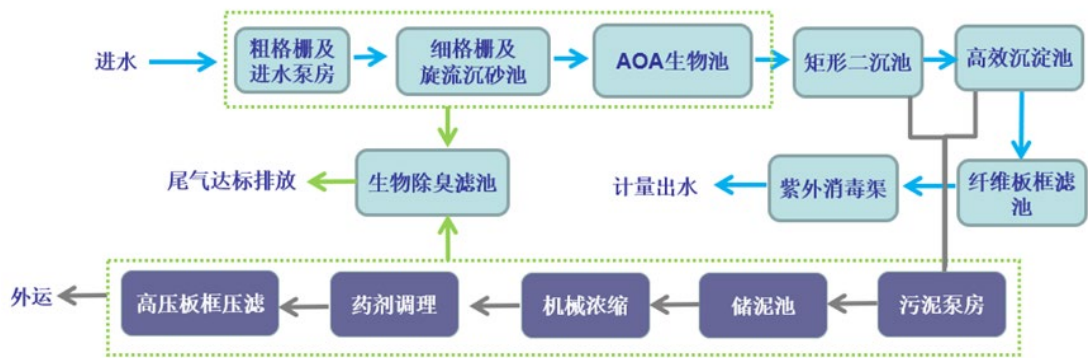 进水
粗格栅及
进水泵房
细格栅及
旋流沉砂池
AOA生物池
矩形二沉池
高效沉淀池
尾气达标排放
生物除臭滤池
计量出水
紫外消毒渠
纤维板框滤
池
外运
高压板框压滤
药剂调理
机械浓缩
储泥池
污泥泵房